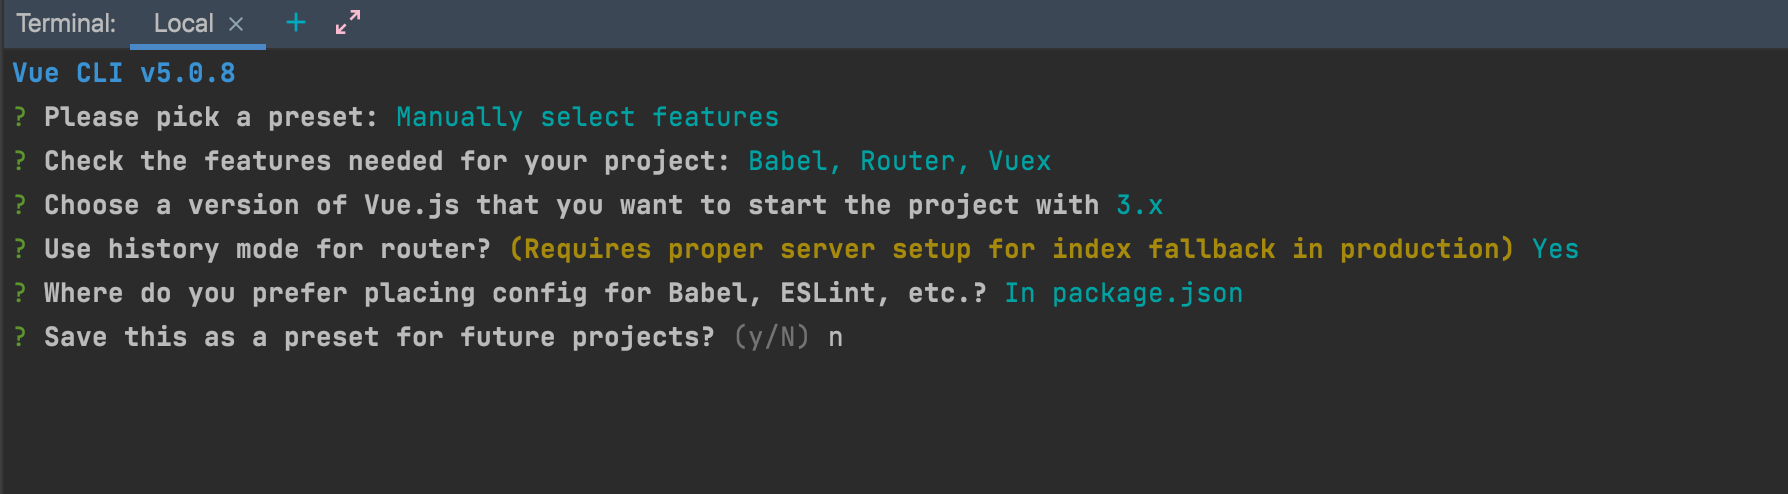 Terminal: Local × +
Vue CLI v5.0.8
? Please pick a preset: Manually select features
? Check the features needed for your project: Babel, Router, Vuex
? Choose a version of Vue.js that you want to start the project with 3.x
? Use history mode for router? (Requires proper server setup for index fallback in production) Yes
? Where do you prefer placing config for Babel, ESLint, etc.? In package.json
? Save this as a preset for future projects? (y/N) n